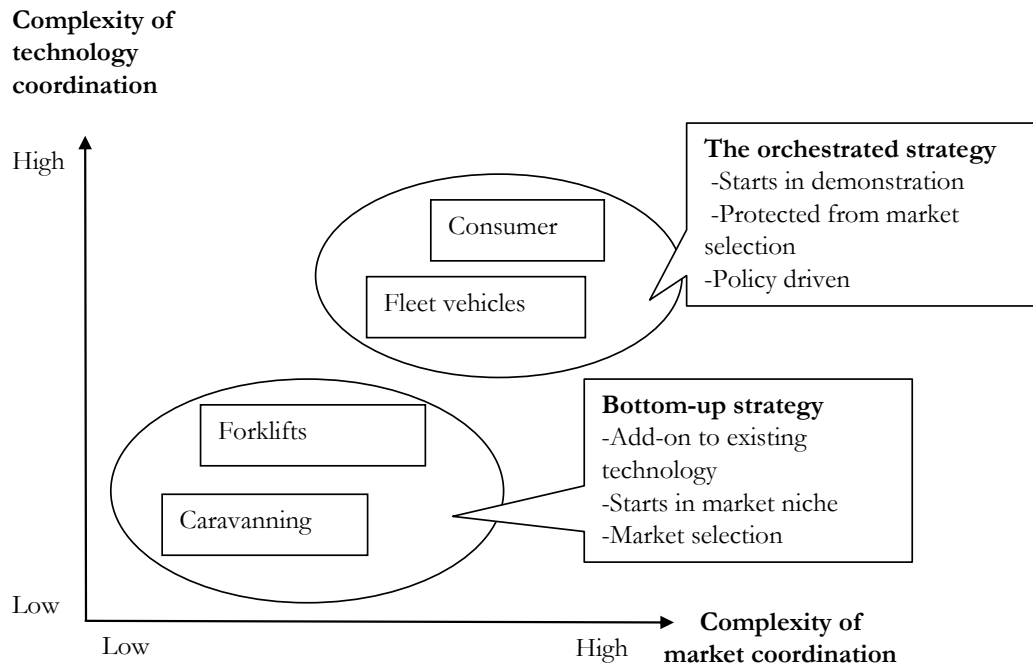 Complexity of
technology
coordination
High
The orchestrated strategy
-Starts in demonstration
-Protected from market
selection
-Policy driven
Consumer
Fleet vehicles
Bottom-up strategy
-Add-on to existing
technology
-Starts in market niche
-Market selection
Forklifts
Caravanning
Low
Low
High
Complexity of
market coordination